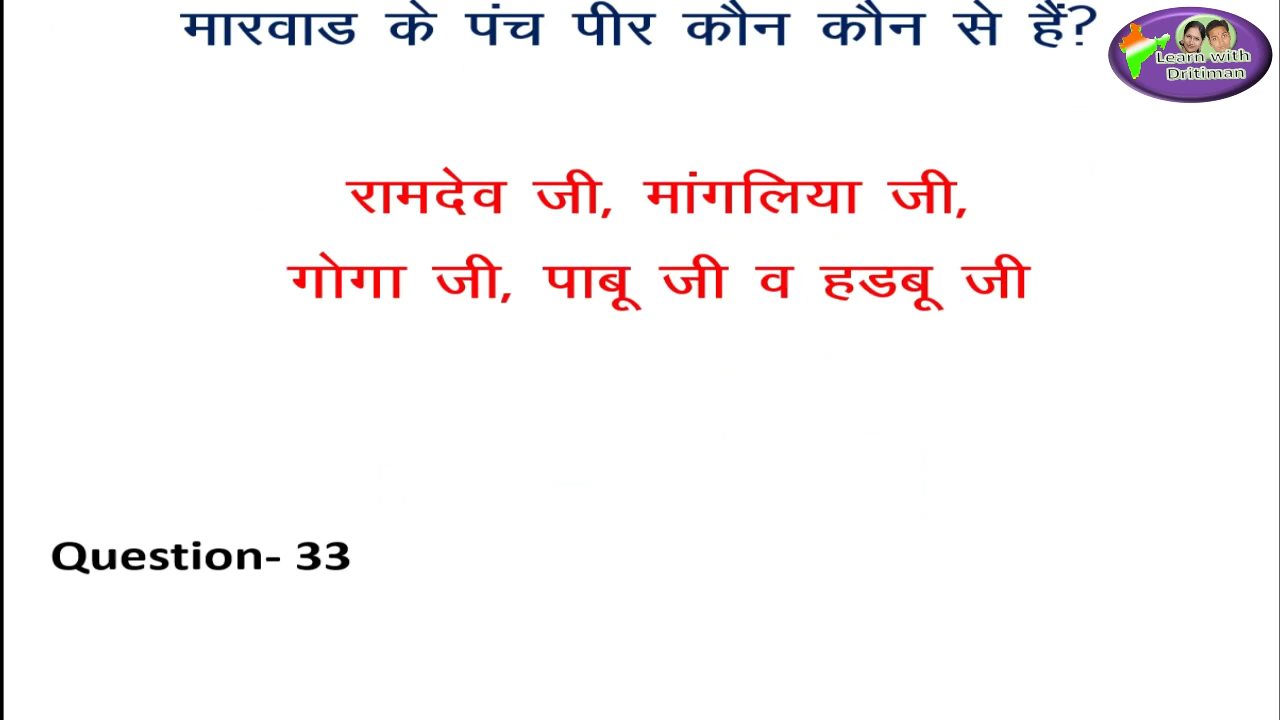 मारवाड के पंच पीर कौन कौन से हैं?
Learn with
Dritiman
रामदेव जी, मांगलिया जी,
गोगा जी, पाबू जी व हडबू जी
Question- 33